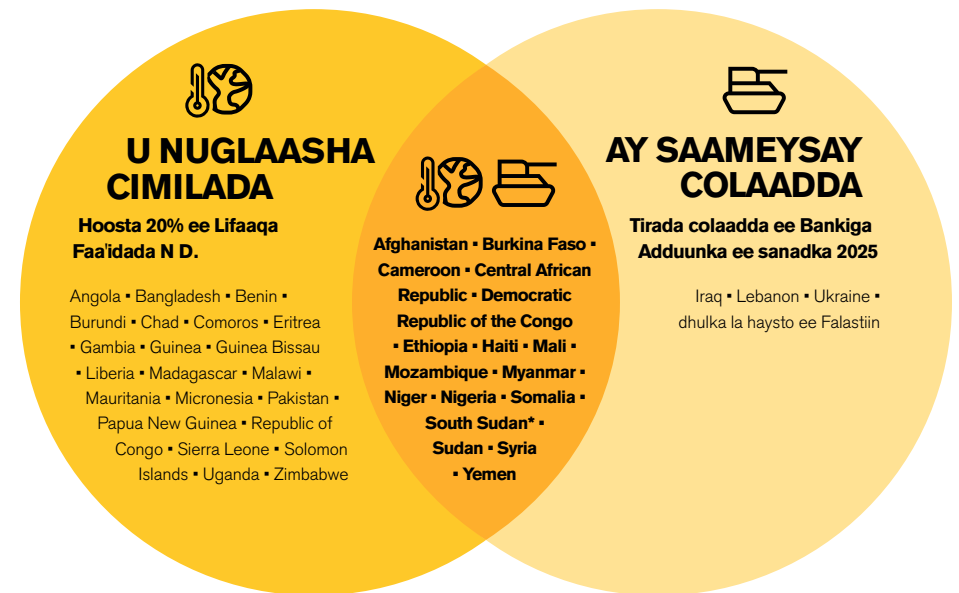 U NUGLAASHA
CIMILADA
Hoosta 20% ee Lifaaqa
Faa'idada N D.
Angola ▪ Bangladesh ▪ Benin ▪
Burundi ▪ Chad ▪ Comoros ▪ Eritrea
▪ Gambia ▪ Guinea ▪ Guinea Bissau
▪ Liberia ▪ Madagascar ▪ Malawi ▪
Mauritania ▪ Micronesia ▪ Pakistan ▪
Papua New Guinea ▪ Republic of
Congo ▪ Sierra Leone ▪ Solomon
Islands ▪ Uganda ▪ Zimbabwe
Afghanistan ▪ Burkina Faso ▪
Cameroon ▪ Central African
Republic ▪ Democratic
Republic of the Congo
▪ Ethiopia ▪ Haiti ▪ Mali ▪
Mozambique ▪ Myanmar ▪
Niger ▪ Nigeria ▪ Somalia ▪
South Sudan* ▪
Sudan ▪ Syria
▪ Yemen
AY SAAMEYSAY
COLAADDA
Tirada colaadda ee Bankiga
Adduunka ee sanadka 2025
Iraq ▪ Lebanon ▪ Ukraine ▪
dhulka la haysto ee Falastiin